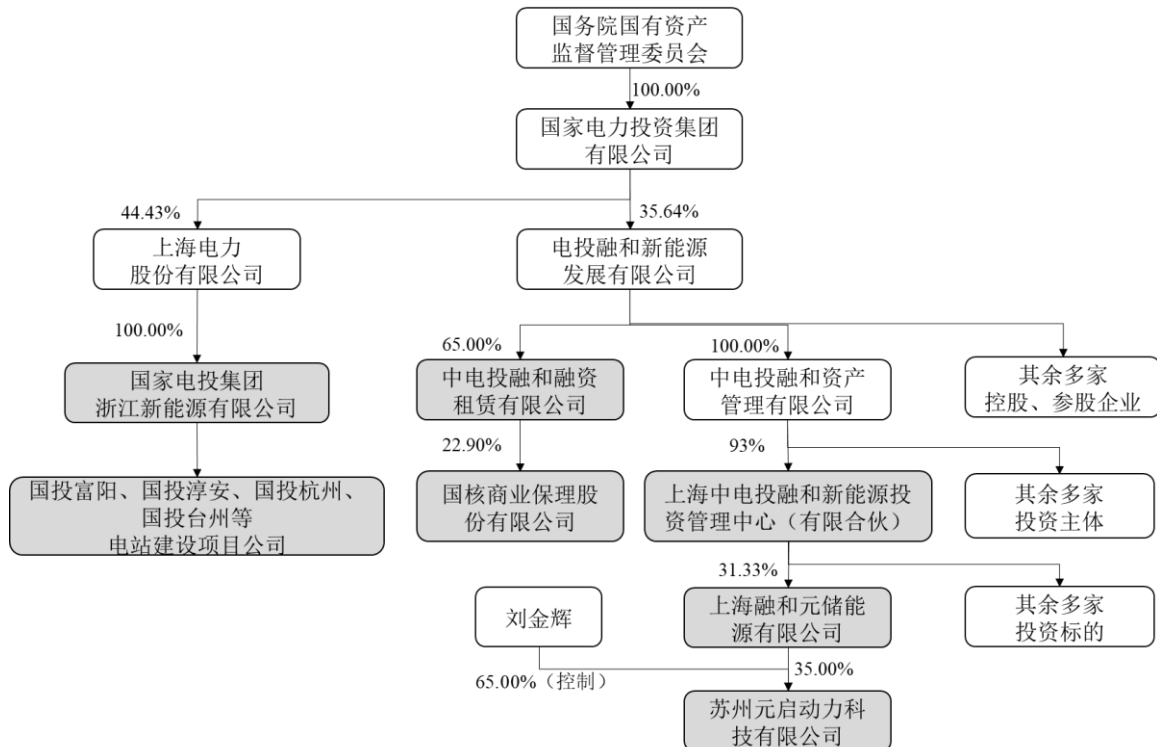 国务院国有资产
监督管理委员会
100.00%
国家电力投资集团
有限公司
44.43%
35.64%
上海电力
股份有限公司
电投融和新能源
发展有限公司
100.00%
65.00%
100.00%
国家电投集团
浙江新能源有限公司
中电投融和融资
租赁有限公司
中电投融和资产
管理有限公司
其余多家
控股、参股企业
22.90%
93%
国投富阳、国投淳安、国投杭州、
国投台州等
电站建设项目公司
国核商业保理股
份有限公司
上海中电投融和新能源投
资管理中心（有限合伙）
其余多家
投资主体
31.33%
刘金辉
上海融和元储能
源有限公司
其余多家
投资标的
65.00%（控制）
35.00%
苏州元启动力科
技有限公司